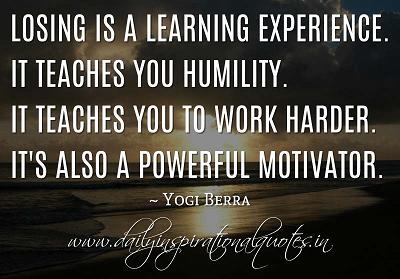 LOSING IS A LEARNING EXPERIENCE.
IT TEACHES YOU HUMILITY.
IT TEACHES YOU TO WORK HARDER.
IT'S ALSO A POWERFUL MOTIVATOR.
~ YOGI BERRA
www.dailyinspirationalquotes.in